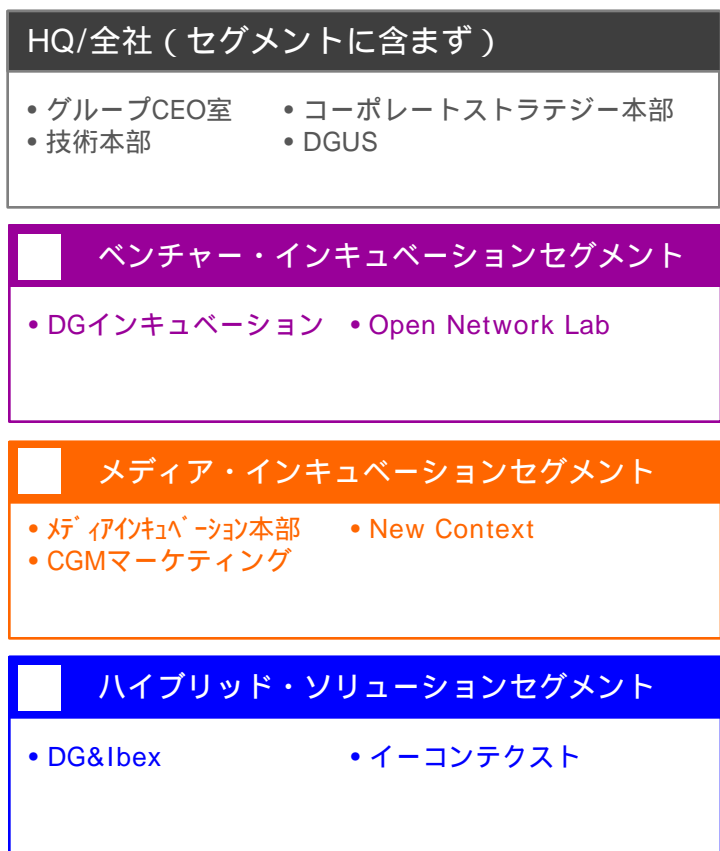 HQ/全社（セグメントに含まず）
• グループCEO室 • コーポレートストラテジー本部
• 技術本部 • DGUS
ベンチャー・インキュベーションセグメント
• DGインキュベーション • Open Network Lab
メディア・インキュベーションセグメント
• ﾒﾃﾞｨｱｲﾝｷｭﾍﾞｰｼｮﾝ本部 • New Context
• CGMマーケティング
ハイブリッド・ソリューションセグメント
• DG&Ibex • イーコンテクスト